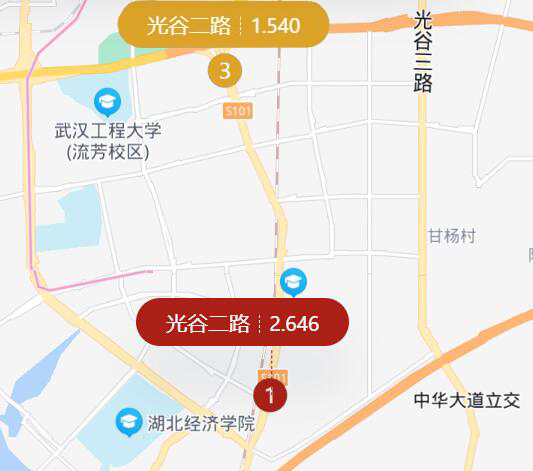 光谷二路 1.540
光谷三路
3
S101
武汉工程大学
(流芳校区)
甘杨村
光谷二路 2.646
S101
1
中华大道立交
湖北经济学院